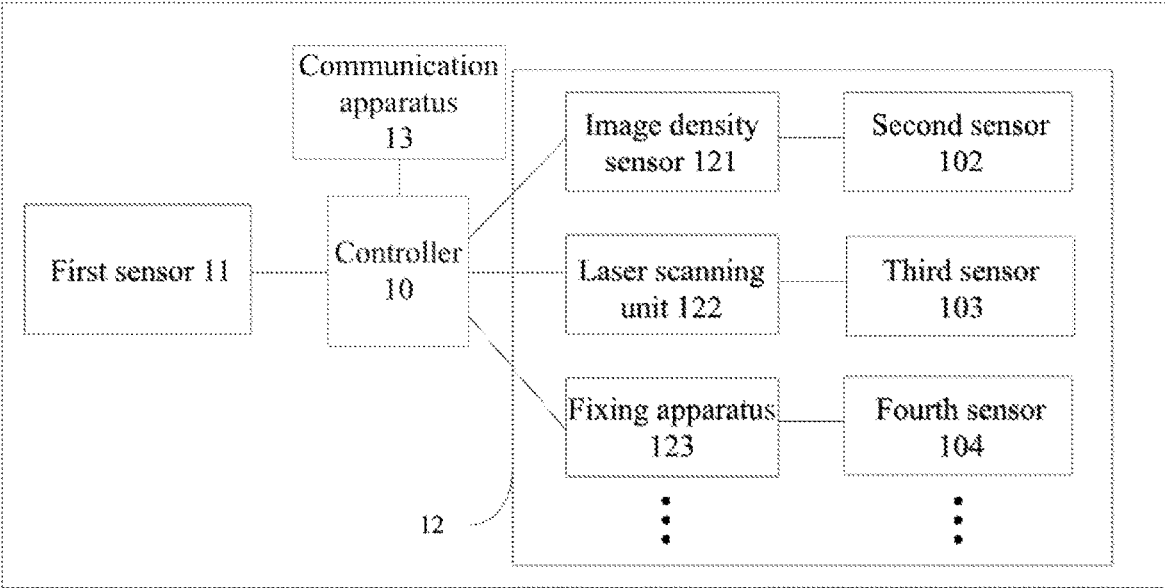 Communication
apparatus
13
Image density
sensor 121
Second sensor
102
First sensor 11
Controller
10
Laser scanning
unit 122
Third sensor
103
Fixing apparatus
123
Fourth sensor
104
12